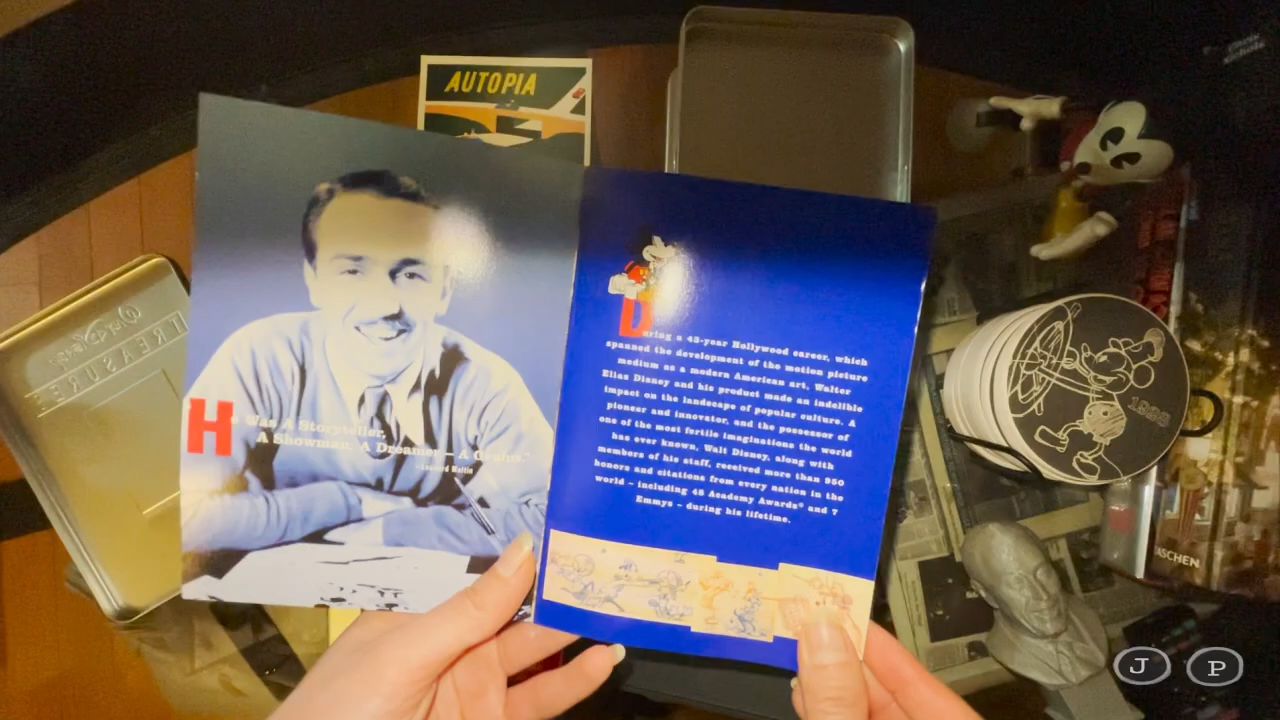 AUTOPIA
Walt Disney
TREASURES
He Was A Storyteller,
A Showman, A Dreamer – A Genius."
–Leonard Maltin
During a 43-year Hollywood career, which
spanned the development of the motion picture
medium as a modern American art, Walter
Elias Disney and his product made an indelible
impact on the landscape of popular culture. A
pioneer and innovator, and the possessor of
one of the most fertile imaginations the world
has ever known, Walt Disney, along with
members of his staff, received more than 950
honors and citations from every nation in the
world – including 48 Academy Awards® and 7
Emmys – during his lifetime.
1928
TASCHEN
J P